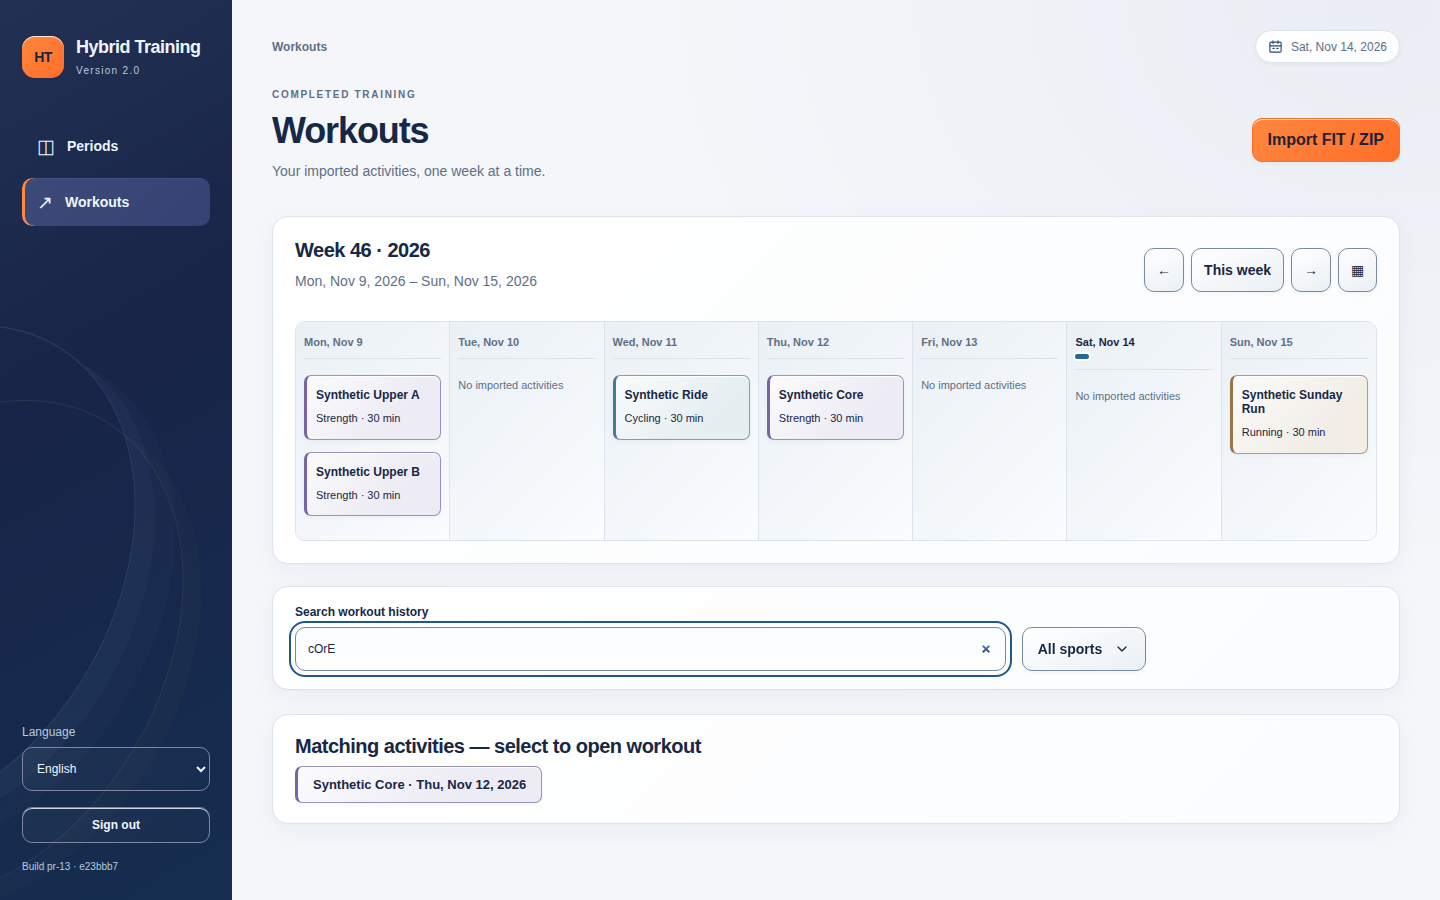 HT
Hybrid Training
Version 2.0
Periods
Workouts
Language
English
Sign out
Build pr-13 · e23bbb7
Workouts
Sat, Nov 14, 2026
COMPLETED TRAINING
Workouts
Your imported activities, one week at a time.
Import FIT / ZIP
Week 46 · 2026
Mon, Nov 9, 2026 – Sun, Nov 15, 2026
←
This week
→
Mon, Nov 9
Synthetic Upper A
Strength · 30 min
Synthetic Upper B
Strength · 30 min
Tue, Nov 10
No imported activities
Wed, Nov 11
Synthetic Ride
Cycling · 30 min
Thu, Nov 12
Synthetic Core
Strength · 30 min
Fri, Nov 13
No imported activities
Sat, Nov 14
No imported activities
Sun, Nov 15
Synthetic Sunday
Run
Running · 30 min
Search workout history
cOrE
×
All sports
Matching activities — select to open workout
Synthetic Core · Thu, Nov 12, 2026